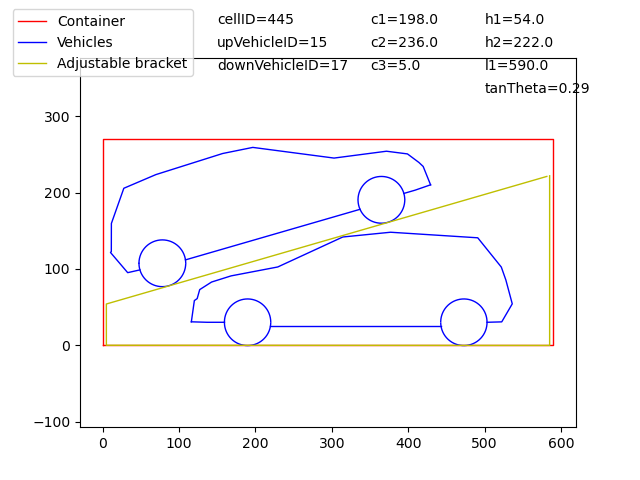 Container
Vehicles
Adjustable bracket
cellID=445
upVehicleID=15
downVehicleID=17
c1=198.0
c2=236.0
c3=5.0
h1=54.0
h2=222.0
l1=590.0
tanTheta=0.29
300
200
100
0
−100
0 100 200 300 400 500 600